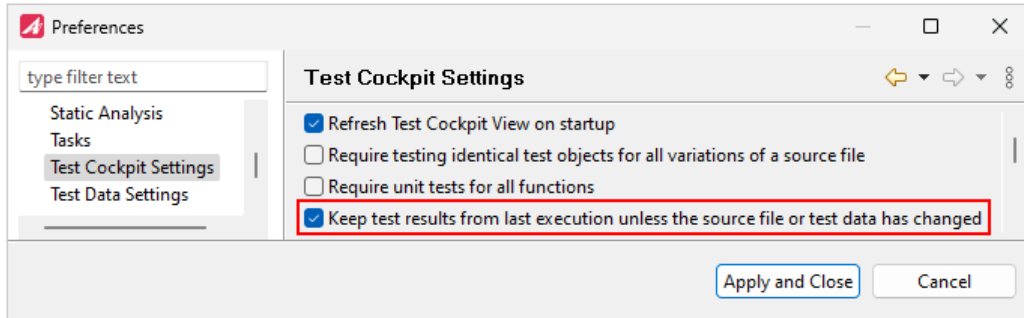 Preferences
type filter text
Static Analysis
Tasks
Test Cockpit Settings
Test Data Settings
Test Cockpit Settings
Refresh Test Cockpit View on startup
Require testing identical test objects for all variations of a source file
Require unit tests for all functions
Keep test results from last execution unless the source file or test data has changed
Apply and Close
Cancel